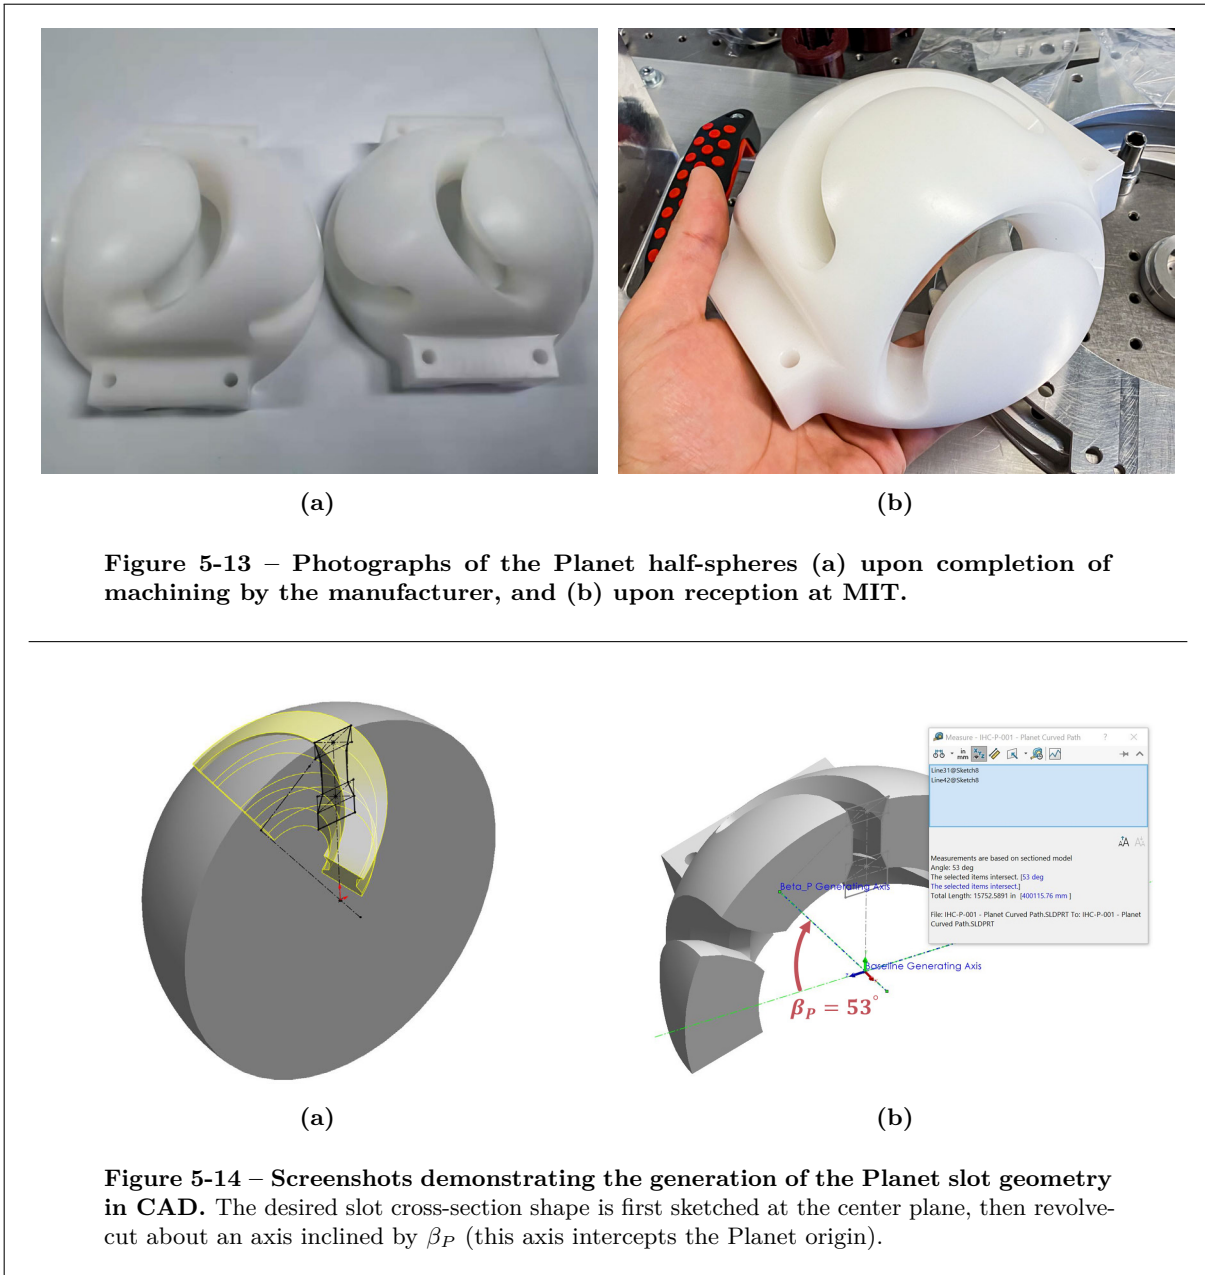 (a)
(b)
Figure 5-13 – Photographs of the Planet half-spheres (a) upon completion of
machining by the manufacturer, and (b) upon reception at MIT.
Measure - IHC-P-001 - Planet Curved Path
in
mm
Line31@Sketch8
Line42@Sketch8
Measurements are based on sectioned model
Angle: 53 deg
The selected items intersect. [53 deg
The selected items intersect.]
Total Length: 15752.5891 in [400115.76 mm ]
File: IHC-P-001 - Planet Curved Path.SLDPRT To: IHC-P-001 - Planet
Curved Path.SLDPRT
Beta_P Generating Axis
Baseline Generating Axis
β_P = 53°
(a)
(b)
Figure 5-14 – Screenshots demonstrating the generation of the Planet slot geometry
in CAD. The desired slot cross-section shape is first sketched at the center plane, then revolve-
cut about an axis inclined by β_P (this axis intercepts the Planet origin).